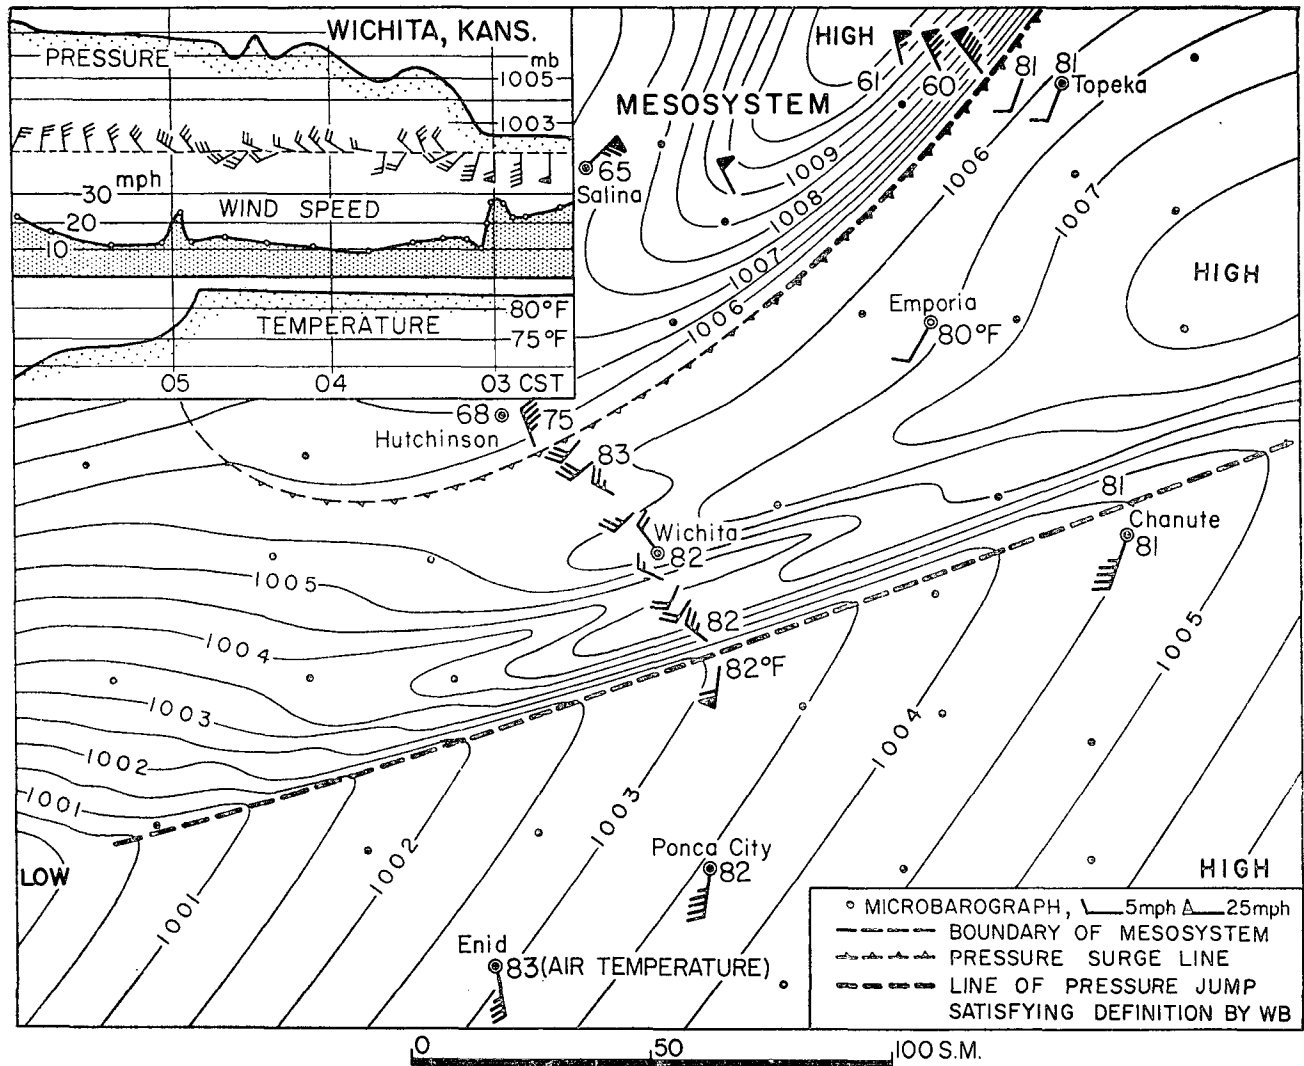 WICHITA, KANS.
PRESSURE
mb
1005
1003
30 mph
WIND SPEED
20
10
80°F
TEMPERATURE
75°F
05 04 03 CST
HIGH
61 60 81 81
Topeka
MESOSYSTEM
65
Salina
1009
1008
1007
1006
1006
1007
HIGH
Emporia
80°F
68 75
Hutchinson
83
Wichita
82
81
Chanute
81
1005
82
1004
82°F
1005
1003
1004
1002
1001
1003
1002
1001
LOW
Ponca City
82
HIGH
Enid
83 (AIR TEMPERATURE)
MICROBAROGRAPH, 5mph 25mph
BOUNDARY OF MESOSYSTEM
PRESSURE SURGE LINE
LINE OF PRESSURE JUMP
SATISFYING DEFINITION BY WB
0 50 100 S.M.